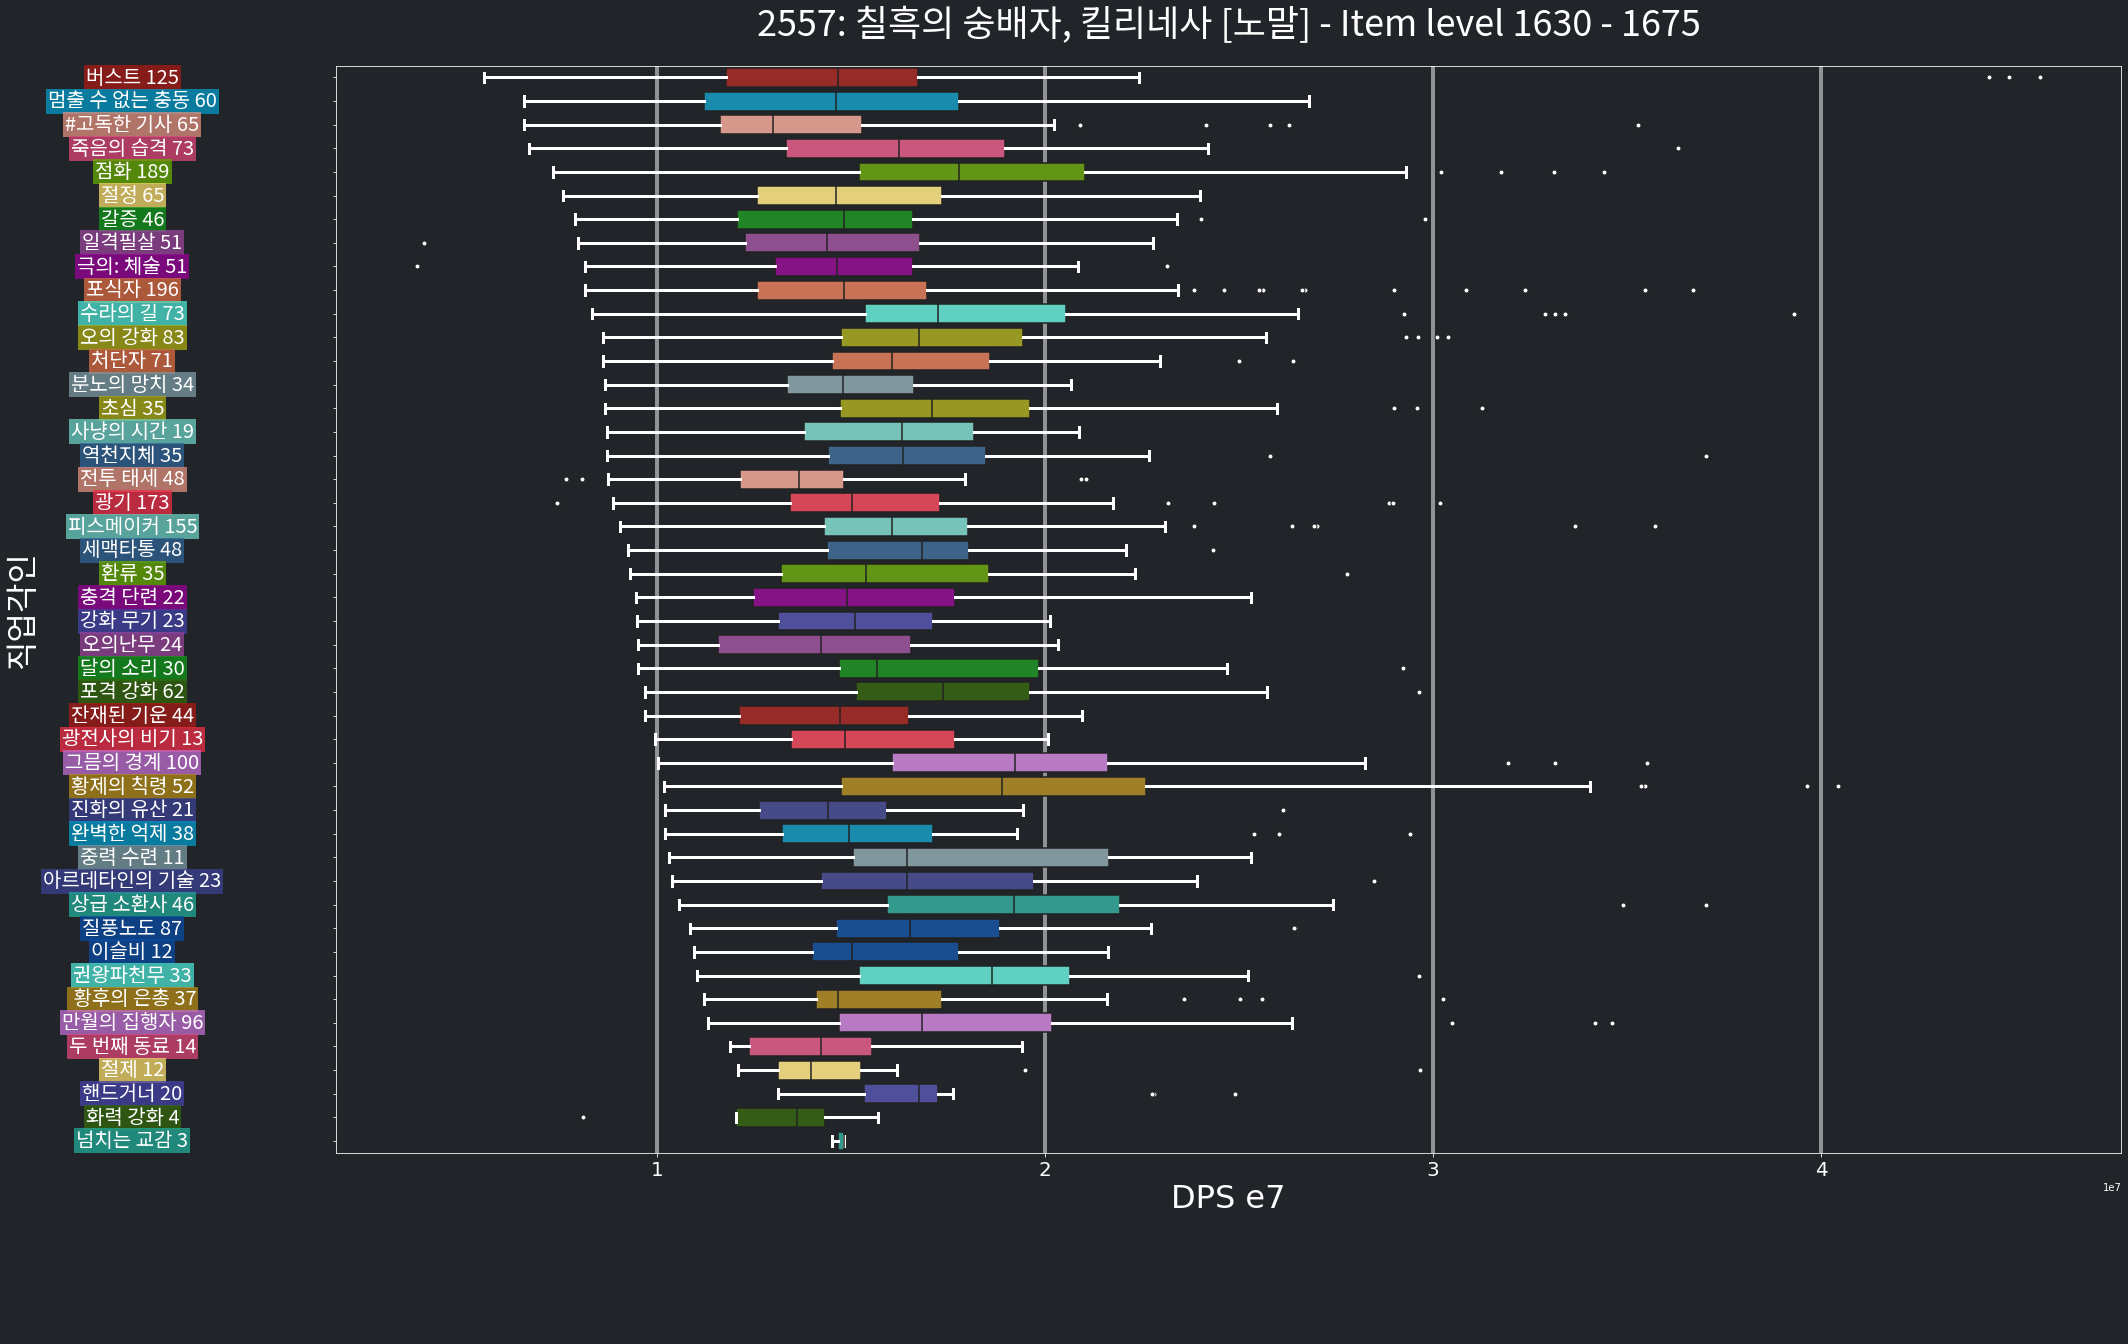 2557: 칠흑의 숭배자, 킬리네사 [노말] - Item level 1630 - 1675
버스트 125
멈출 수 없는 충동 60
#고독한 기사 65
죽음의 습격 73
점화 189
절정 65
갈증 46
일격필살 51
극의: 체술 51
포식자 196
수라의 길 73
오의 강화 83
처단자 71
분노의 망치 34
초심 35
사냥의 시간 19
역천지체 35
전투 태세 48
광기 173
피스메이커 155
세맥타통 48
환류 35
충격 단련 22
강화 무기 23
오의난무 24
달의 소리 30
포격 강화 62
잔재된 기운 44
광전사의 비기 13
그믐의 경계 100
황제의 칙령 52
진화의 유산 21
완벽한 억제 38
중력 수련 11
아르데타인의 기술 23
상급 소환사 46
질풍노도 87
이슬비 12
권왕파천무 33
황후의 은총 37
만월의 집행자 96
두 번째 동료 14
절제 12
핸드거너 20
화력 강화 4
넘치는 교감 3
직업각인
1 2 3 4
1e7
DPS e7